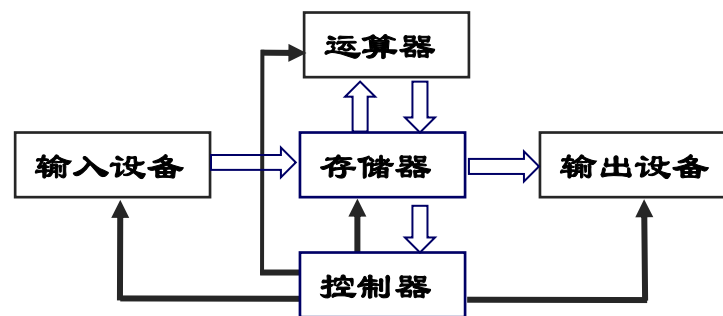 运算器
输入设备
存储器
输出设备
控制器